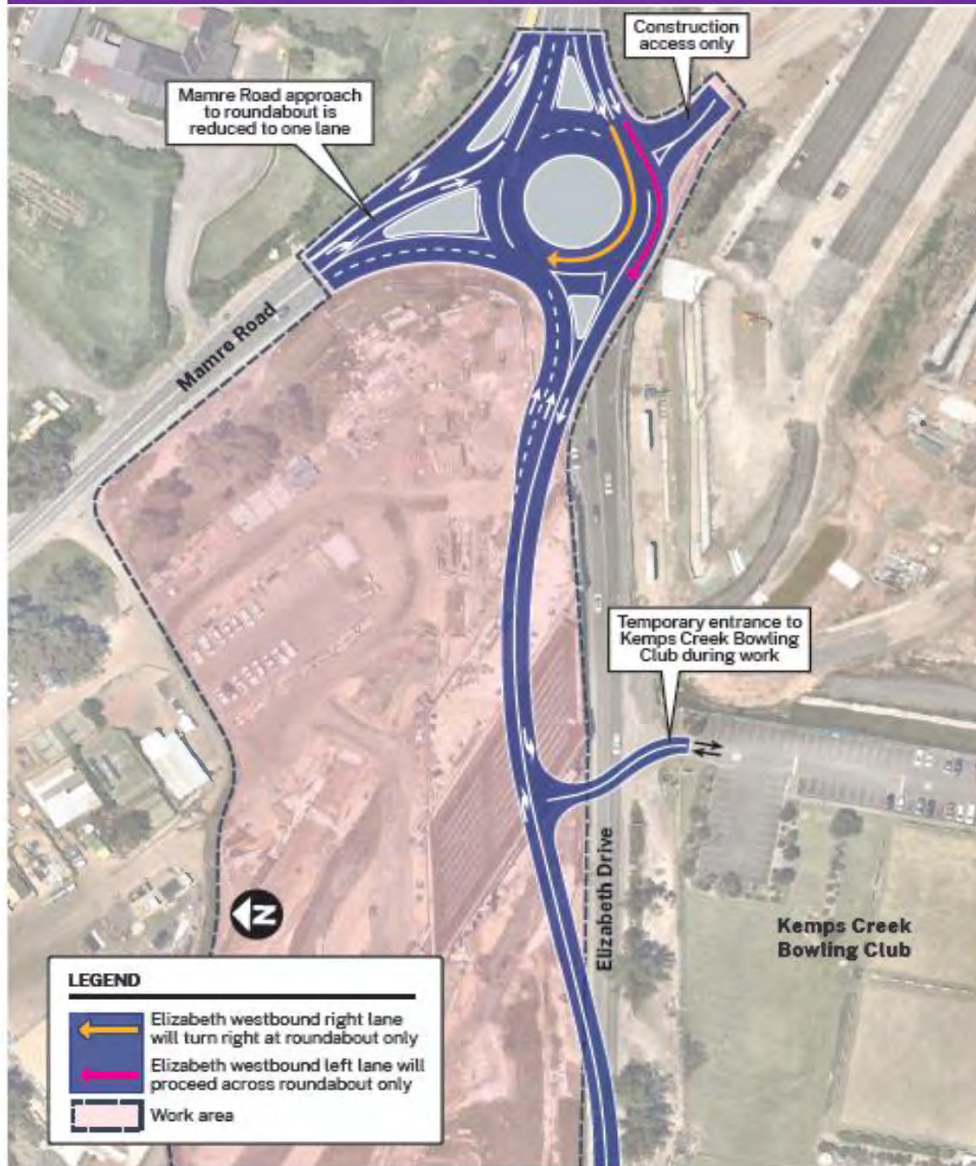 Construction
access only
Mamre Road approach
to roundabout is
reduced to one lane
Mamre Road
Temporary entrance to
Kemps Creek Bowling
Club during work
Elizabeth Drive
Kemps Creek
Bowling Club
N
LEGEND
Elizabeth westbound right lane
will turn right at roundabout only
Elizabeth westbound left lane will
proceed across roundabout only
Work area